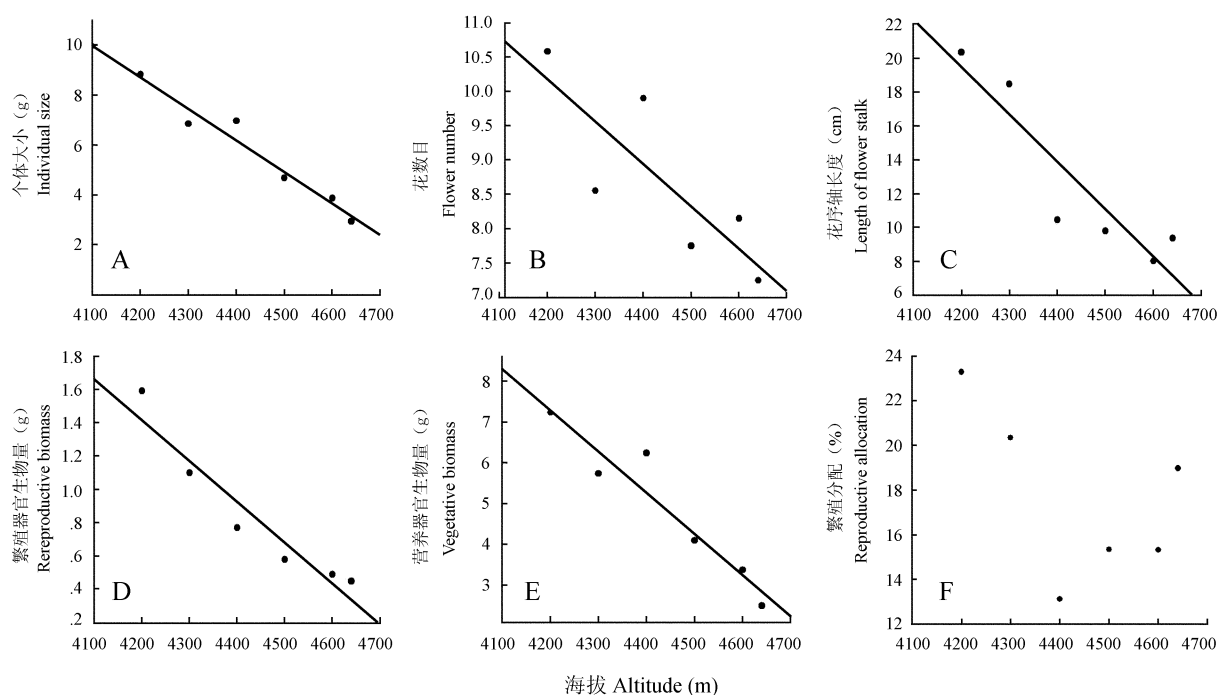 个体大小（g）
Individual size
10
8
6
4
2
A
4100 4200 4300 4400 4500 4600 4700
花数目
Flower number
11.0
10.5
10.0
9.5
9.0
8.5
8.0
7.5
7.0
B
4100 4200 4300 4400 4500 4600 4700
花序轴长度（cm）
Length of flower stalk
22
20
18
16
14
12
10
8
6
C
4100 4200 4300 4400 4500 4600 4700
繁殖器官生物量（g）
Rereproductive biomass
1.8
1.6
1.4
1.2
1.0
.8
.6
.4
.2
D
4100 4200 4300 4400 4500 4600 4700
营养器官生物量（g）
Vegetative biomass
8
7
6
5
4
3
E
4100 4200 4300 4400 4500 4600 4700
繁殖分配（%）
Reproductive allocation
24
22
20
18
16
14
12
F
4100 4200 4300 4400 4500 4600 4700
海拔 Altitude (m)